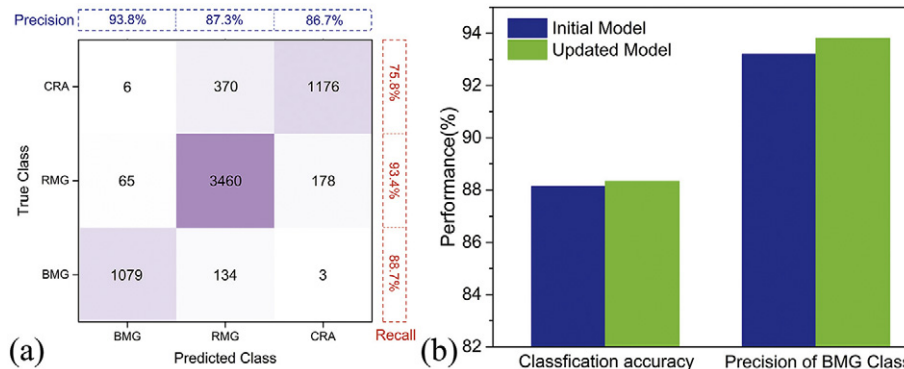 Precision 93.8% 87.3% 86.7%
CRA 6 370 1176 75.8%
RMG 65 3460 178 93.4%
BMG 1079 134 3 88.7%
True Class
BMG RMG CRA Recall
Predicted Class
(a)
Initial Model
Updated Model
94
92
90
88
86
84
82
Performance(%)
Classfication accuracy Precision of BMG Class
(b)